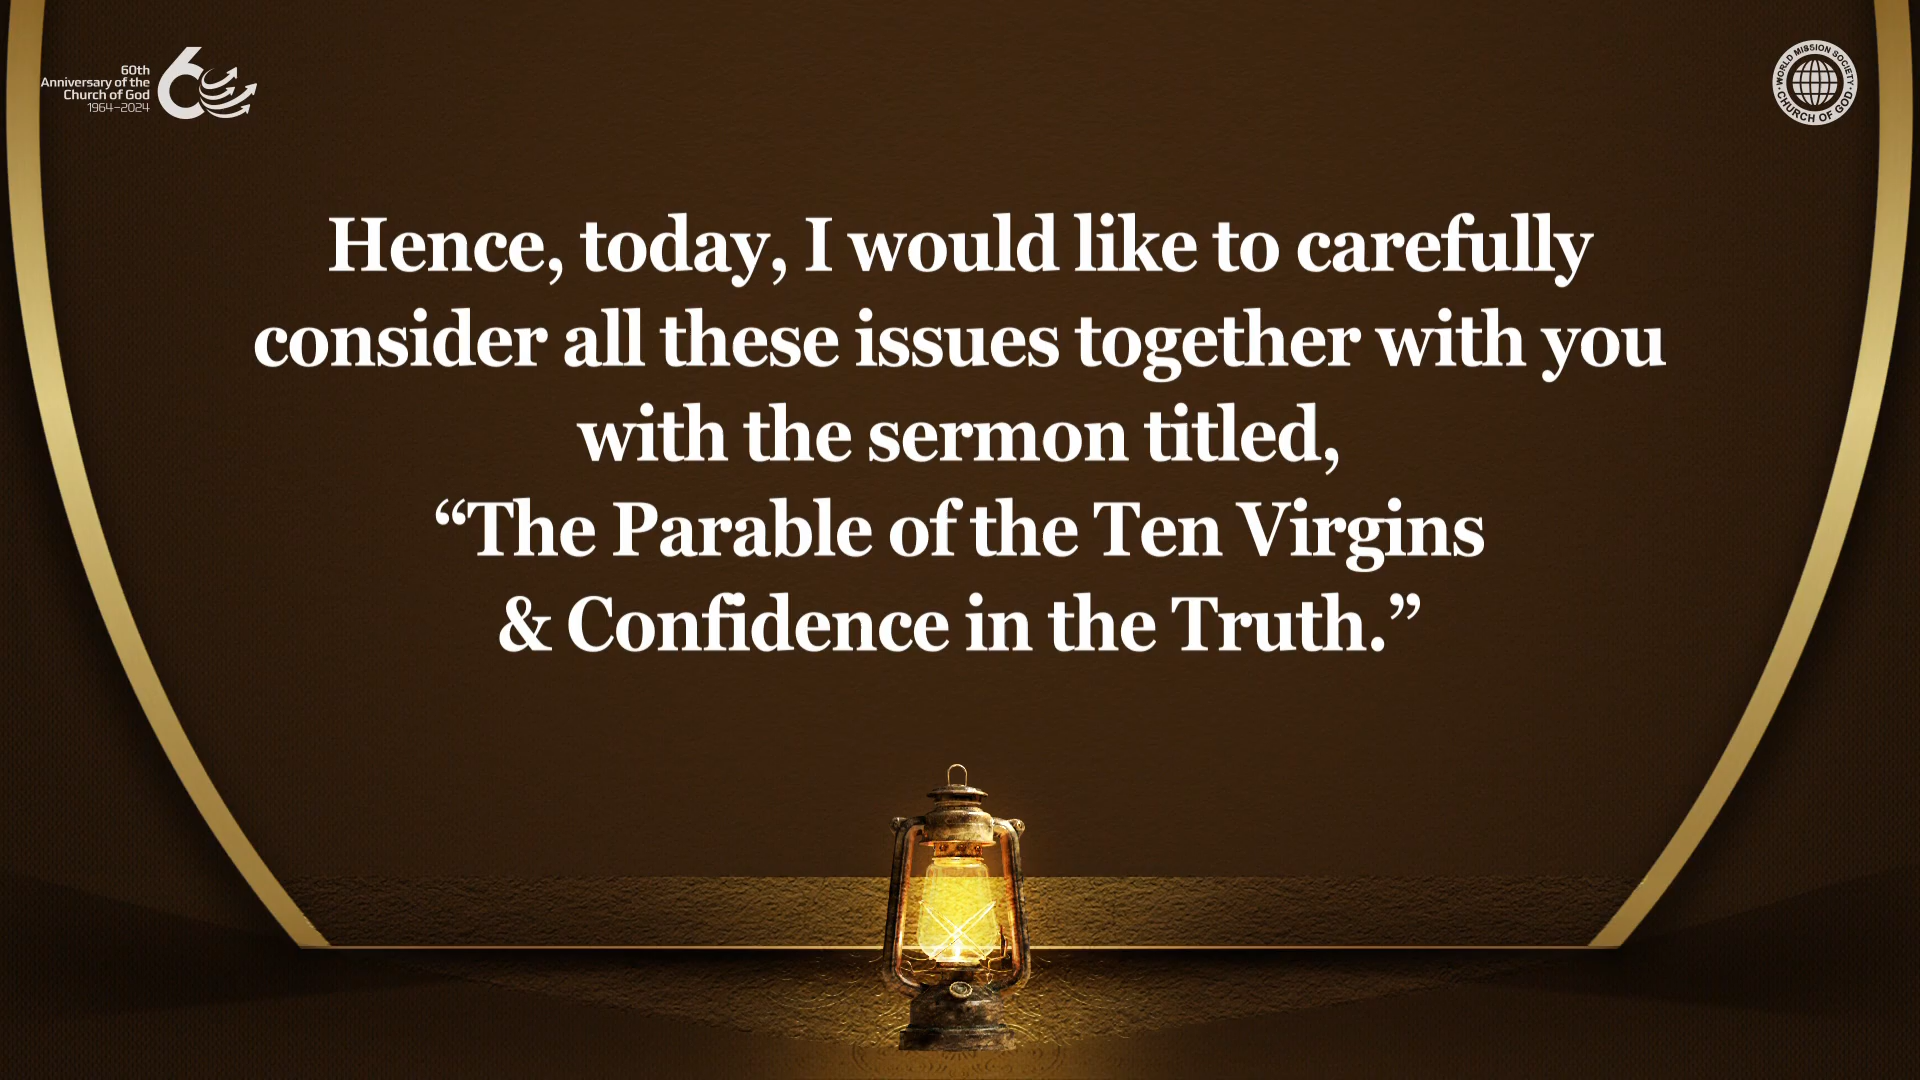 60th
Anniversary of the
Church of God
1964–2024
60
WORLD MISSION SOCIETY
CHURCH OF GOD
Hence, today, I would like to carefully
consider all these issues together with you
with the sermon titled,
“The Parable of the Ten Virgins
& Confidence in the Truth.”